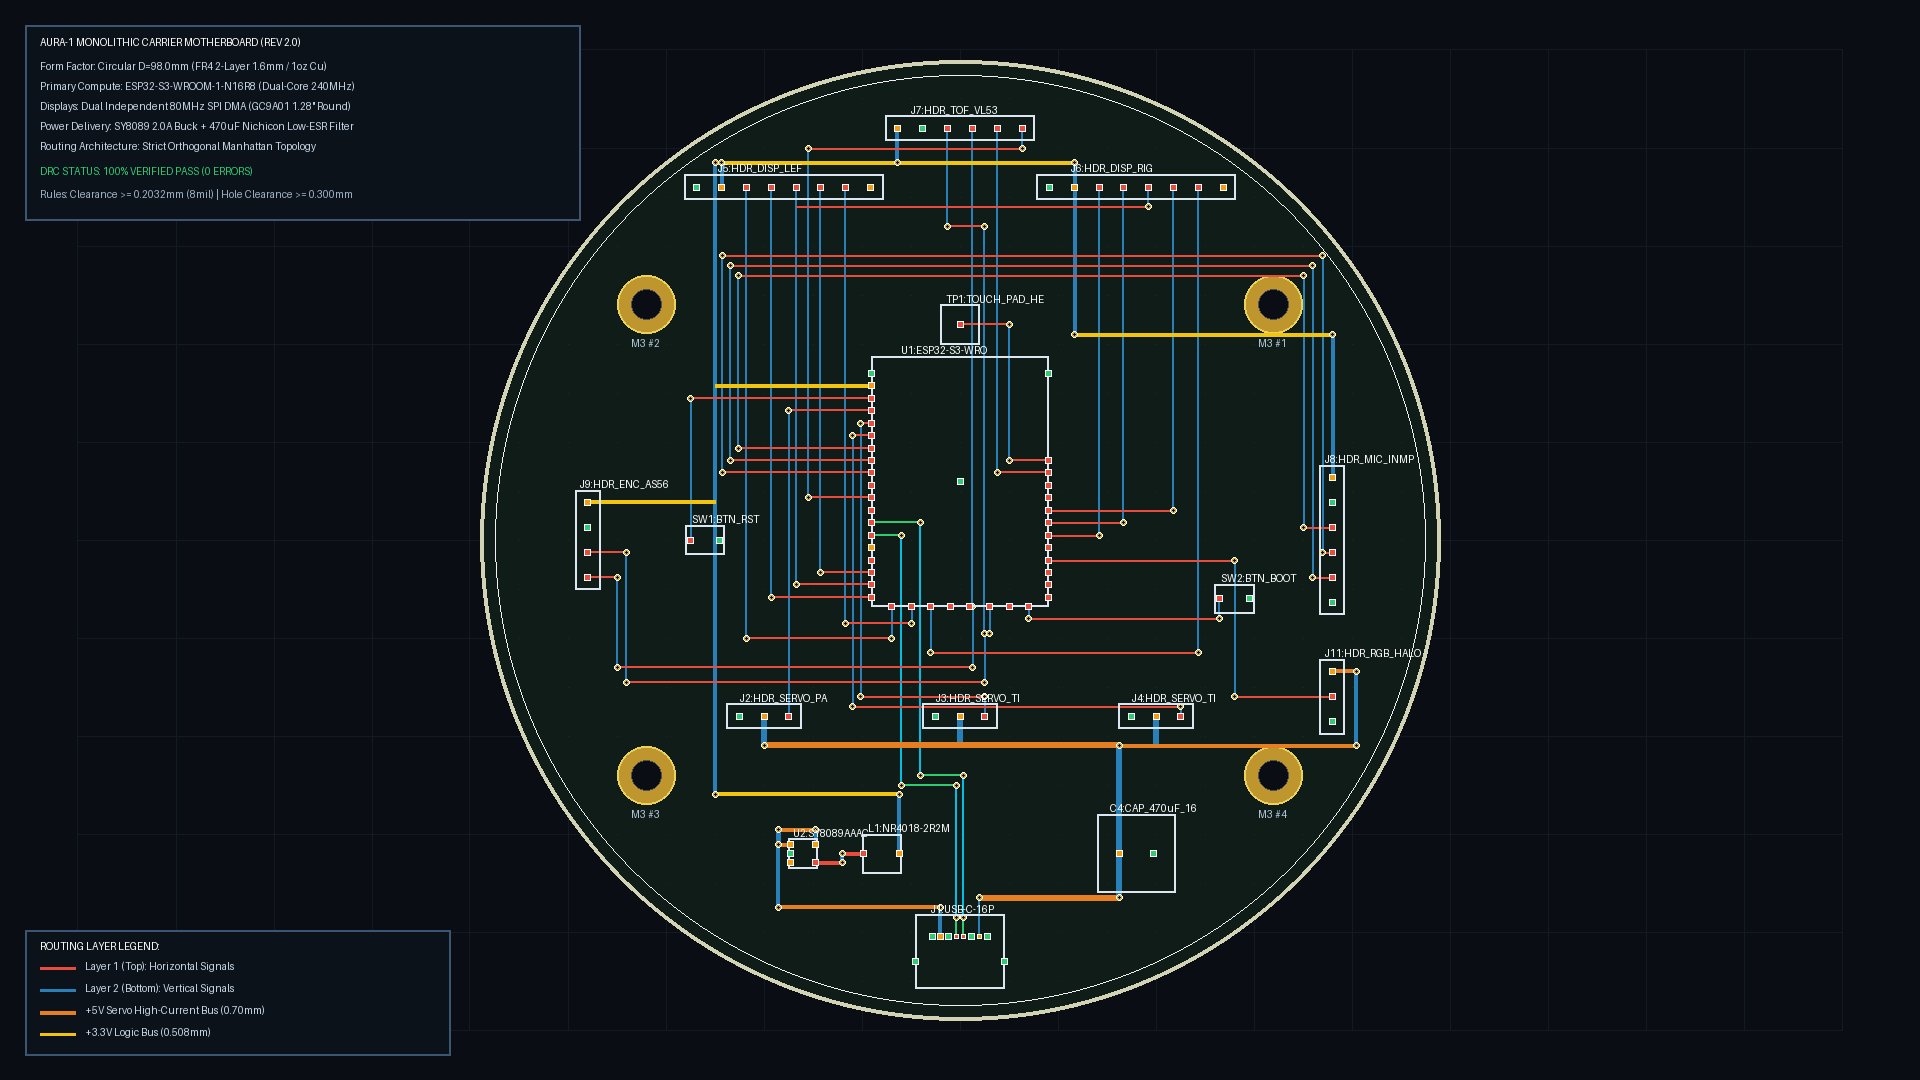 AURA-1 MONOLITHIC CARRIER MOTHERBOARD (REV 2.0)
Form Factor: Circular D=98.0mm (FR4 2-Layer 1.6mm / 1oz Cu)
Primary Compute: ESP32-S3-WROOM-1-N16R8 (Dual-Core 240MHz)
Displays: Dual Independent 80MHz SPI DMA (GC9A01 1.28" Round)
Power Delivery: SY8089 2.0A Buck + 470uF Nichicon Low-ESR Filter
Routing Architecture: Strict Orthogonal Manhattan Topology
DRC STATUS: 100% VERIFIED PASS (0 ERRORS)
Rules: Clearance >= 0.2032mm (8mil) | Hole Clearance >= 0.300mm
J7:HDR_TOF_VL53
J5:HDR_DISP_LEF
J6:HDR_DISP_RIG
TP1:TOUCH_PAD_HE
M3 #2
M3 #1
U1:ESP32-S3-WRO
J8:HDR_MIC_INMP
J9:HDR_ENC_AS56
SW1:BTN_RST
SW2:BTN_BOOT
J11:HDR_RGB_HALO
J2:HDR_SERVO_PA
J3:HDR_SERVO_TI
J4:HDR_SERVO_TI
M3 #3
M3 #4
C4:CAP_470uF_16
U2:SY8089AAAC
L1:NR4018-2R2M
J1:USB-C-16P
ROUTING LAYER LEGEND:
Layer 1 (Top): Horizontal Signals
Layer 2 (Bottom): Vertical Signals
+5V Servo High-Current Bus (0.70mm)
+3.3V Logic Bus (0.508mm)